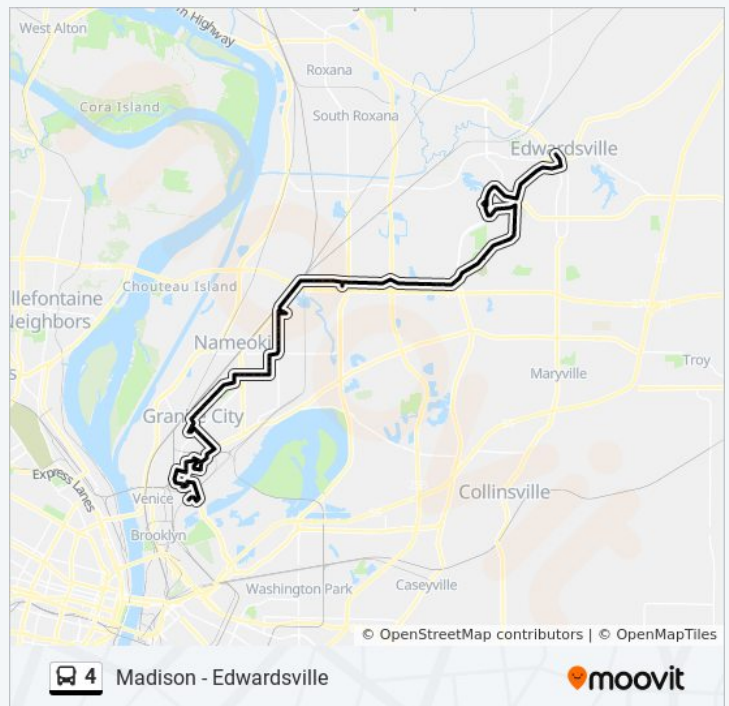 West Alton
Highway
Roxana
Cora Island
South Roxana
Edwardsville
Chouteau Island
llefontaine
Neighbors
Nameoki
Troy
Maryville
Granite City
Express Lanes
Collinsville
Venice
Brooklyn
Washington Park
Caseyville
© OpenStreetMap contributors | © OpenMapTiles
4 Madison - Edwardsville
moovit